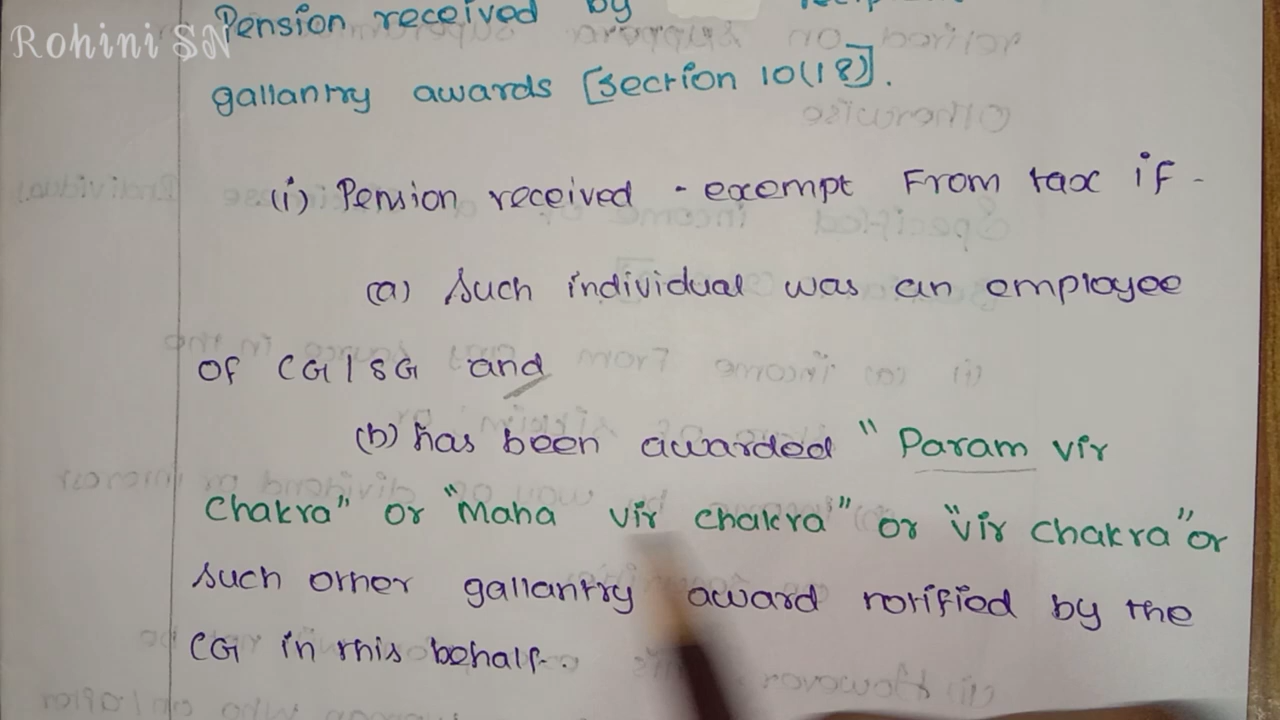 Rohini SN
Pension received by
gallantry awards [Section 10(18)].
(i) Pension received - exempt From tax if -
(a) Such individual was an employee
of CG/SG and
(b) has been awarded "Param vir
Chakra" or "Maha vir chakra" or "vir chakra" or
such other gallantry award notified by the
CG in this behalf.